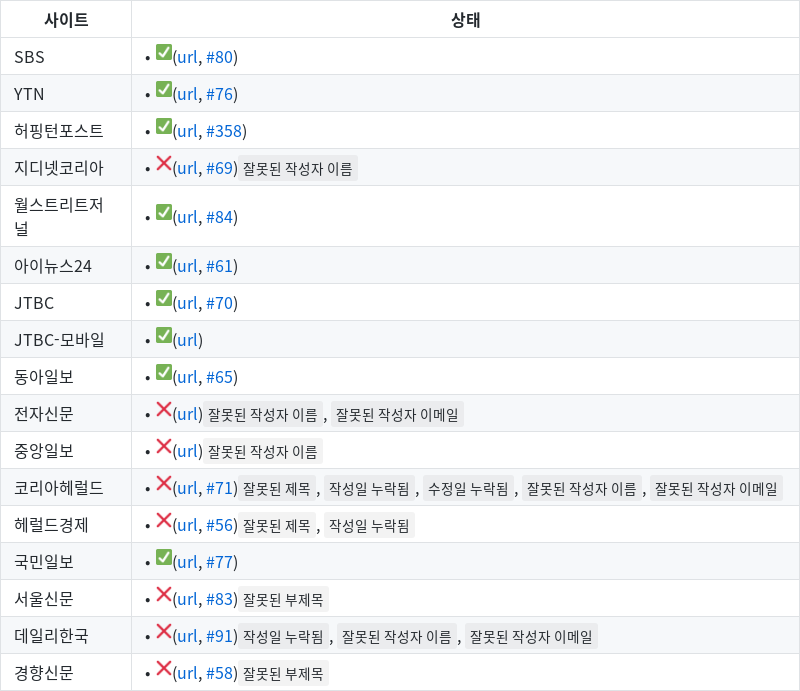 사이트 상태
SBS • ✅(url, #80)
YTN • ✅(url, #76)
허핑턴포스트 • ✅(url, #358)
지디넷코리아 • ❌(url, #69) 잘못된 작성자 이름
월스트리트저
널 • ✅(url, #84)
아이뉴스24 • ✅(url, #61)
JTBC • ✅(url, #70)
JTBC-모바일 • ✅(url)
동아일보 • ✅(url, #65)
전자신문 • ❌(url) 잘못된 작성자 이름 , 잘못된 작성자 이메일
중앙일보 • ❌(url) 잘못된 작성자 이름
코리아헤럴드 • ❌(url, #71) 잘못된 제목 , 작성일 누락됨 , 수정일 누락됨 , 잘못된 작성자 이름 , 잘못된 작성자 이메일
헤럴드경제 • ❌(url, #56) 잘못된 제목 , 작성일 누락됨
국민일보 • ✅(url, #77)
서울신문 • ❌(url, #83) 잘못된 부제목
데일리한국 • ❌(url, #91) 작성일 누락됨 , 잘못된 작성자 이름 , 잘못된 작성자 이메일
경향신문 • ❌(url, #58) 잘못된 부제목